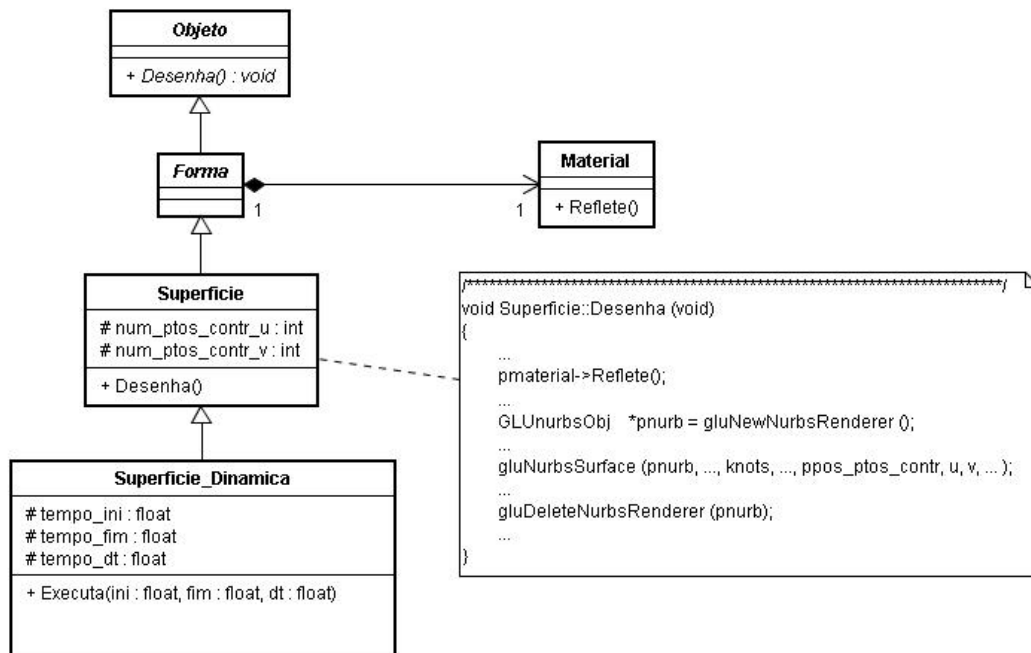 Objeto
+ Desenha() : void
Forma
1
1
Material
+ Reflete()
Superficie
# num_ptos_contr_u : int
# num_ptos_contr_v : int
+ Desenha()
Superficie_Dinamica
# tempo_ini : float
# tempo_fim : float
# tempo_dt : float
+ Executa(ini : float, fim : float, dt : float)
/******************************************************************************/
void Superficie::Desenha (void)
{
...
pmaterial->Reflete();
...
GLUnurbsObj *pnurb = gluNewNurbsRenderer ();
...
gluNurbsSurface (pnurb, ..., knots, ..., ppos_ptos_contr, u, v, ... );
...
gluDeleteNurbsRenderer (pnurb);
...
}